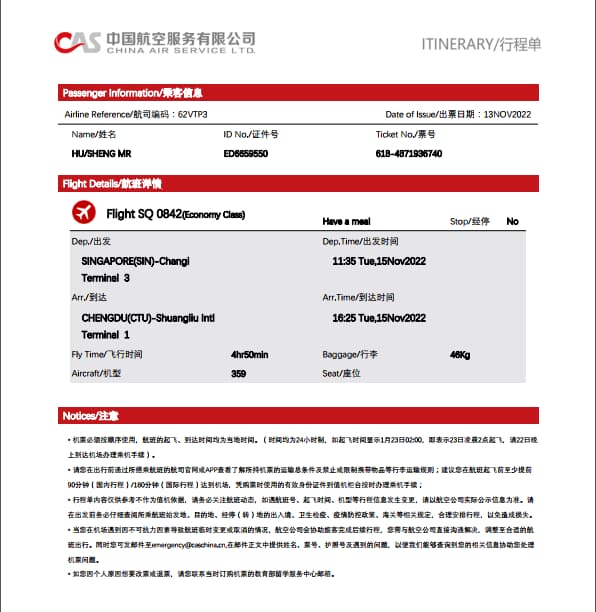 CAS 中国航空服务有限公司
CHINA AIR SERVICE LTD.
ITINERARY/行程单
Passenger Information/乘客信息
Airline Reference/航司编码：62VTP3 Date of Issue/出票日期：13NOV2022
Name/姓名 ID No./证件号 Ticket No./票号
HU/SHENG MR ED6659550 618-4871936740
Flight Details/航班详情
Flight SQ 0842(Economy Class) Have a meal Stop/经停 No
Dep./出发 Dep.Time/出发时间
SINGAPORE(SIN)-Changi 11:35 Tue,15Nov2022
Terminal 3
Arr./到达 Arr.Time/到达时间
CHENGDU(CTU)-Shuangliu Intl 16:25 Tue,15Nov2022
Terminal 1
Fly Time/飞行时间 4hr50min Baggage/行李 46Kg
Aircraft/机型 359 Seat/座位
Notices/注意
• 机票必须按顺序使用，航班的起飞、到达时间均为当地时间。（时间均为24小时制，如起飞时间显示1月23日02:00，即表示23日凌晨2点起飞，请22日晚
上到达机场办理乘机手续）。
• 请您在出行前通过所搭乘航班的航司官网或APP查看了解所持机票的运输总条件及禁止或限制携带物品等行李运输规则；建议您在航班起飞前至少提前
90分钟（国内行程）/180分钟（国际行程）达到机场，凭购票时使用的有效身份证件到值机柜台按时办理乘机手续；
• 行程单内容仅供参考不作为值机依据，请务必关注航班动态，如遇航班号、起飞时间、机型等行程信息发生变更，请以航空公司实际公示信息为准。请
在出发前务必仔细查阅所乘航班始发地、目的地、经停（转）地的出入境、卫生检疫、疫情防控政策、海关等相关规定，合理安排行程，以免造成损失。
• 当您在机场遇到因不可抗力因素导致航班临时变更或取消的情况，航空公司会协助旅客完成后续行程，您需与航空公司直接沟通解决，调整至合适的航
班出行。同时您可发邮件至emergency@caschina.cn,在邮件正文中提供姓名、票号、护照号及遇到的问题，以便我们能够查询到您的相关信息协助您处理
机票问题。
• 如您因个人原因想要改票或退票，请您联系当时订购机票的教育部留学服务中心邮箱。